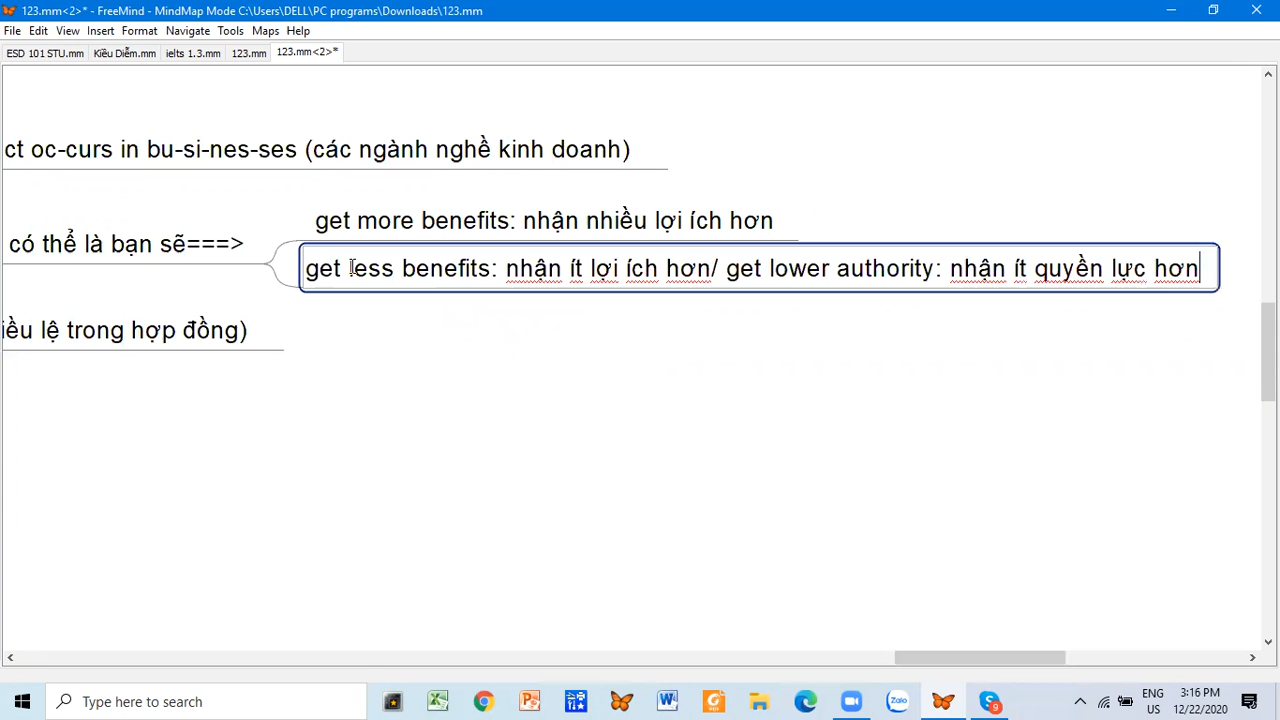 123.mm<2>* - FreeMind - MindMap Mode C:\Users\DELL\PC programs\Downloads\123.mm
File Edit View Insert Format Navigate Tools Maps Help
ESD 101 STU.mm Kiều Diễm.mm ielts 1.3.mm 123.mm 123.mm<2>*
ct oc-curs in bu-si-nes-ses (các ngành nghề kinh doanh)
get more benefits: nhận nhiều lợi ích hơn
có thể là bạn sẽ===>
get less benefits: nhận ít lợi ích hơn/ get lower authority: nhận ít quyền lực hơn
iều lệ trong hợp đồng)
Type here to search
ENG
US
3:16 PM
12/22/2020
9